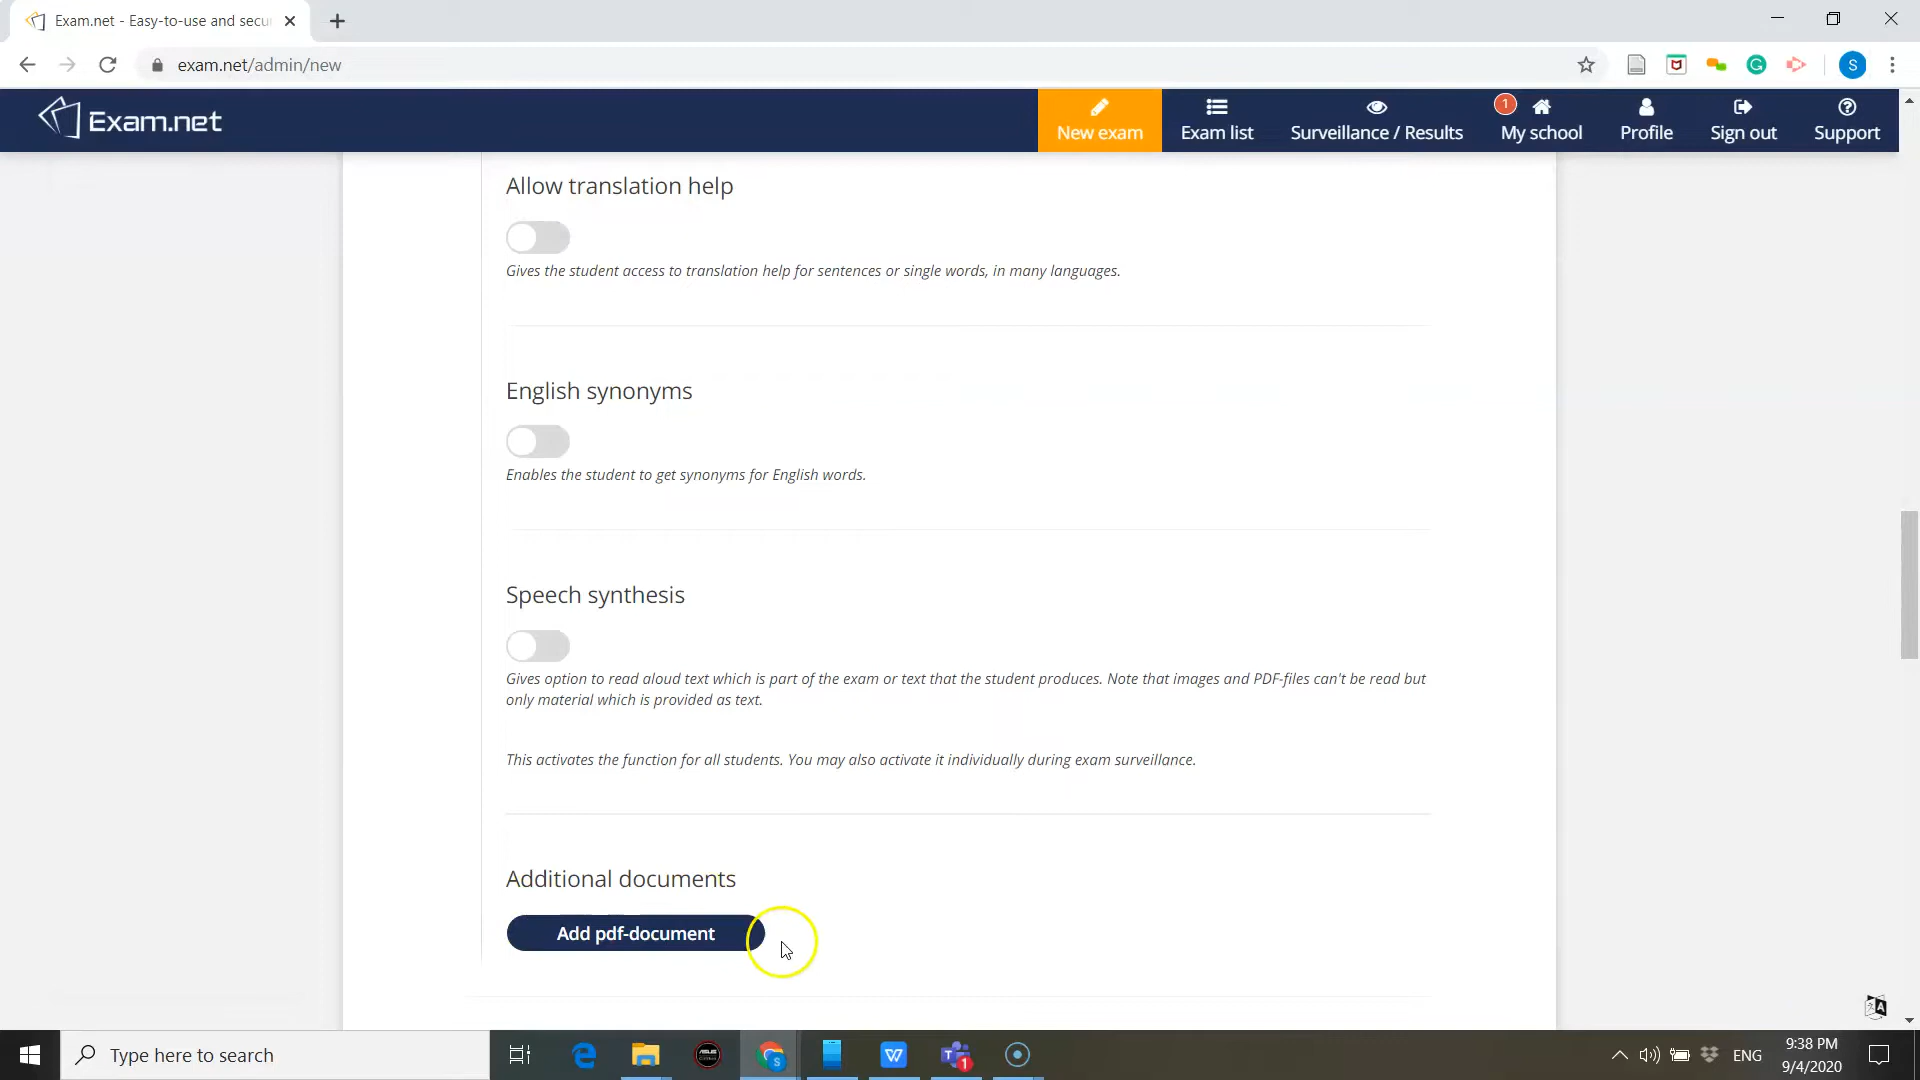 Exam.net - Easy-to-use and secu
exam.net/admin/new
S
Exam.net
New exam
Exam list
Surveillance / Results
1
My school
Profile
Sign out
Support
Allow translation help
Gives the student access to translation help for sentences or single words, in many languages.
English synonyms
Enables the student to get synonyms for English words.
Speech synthesis
Gives option to read aloud text which is part of the exam or text that the student produces. Note that images and PDF-files can't be read but
only material which is provided as text.
This activates the function for all students. You may also activate it individually during exam surveillance.
Additional documents
Add pdf-document
Type here to search
ENG
9:38 PM
9/4/2020